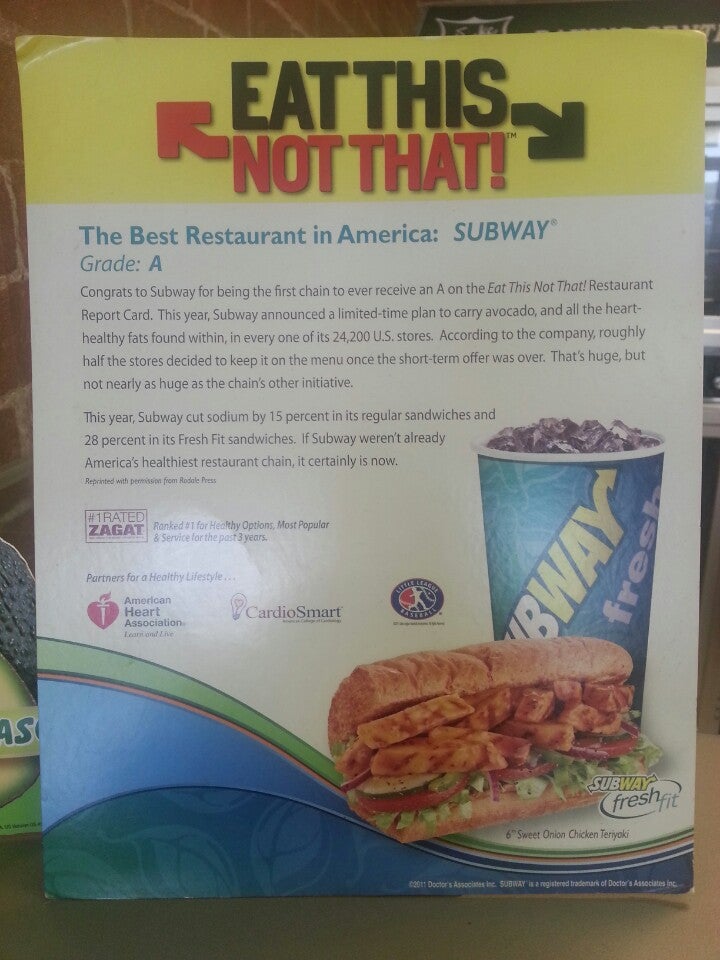 EAT THIS
NOT THAT!™
The Best Restaurant in America: SUBWAY®
Grade: A
Congrats to Subway for being the first chain to ever receive an A on the Eat This Not That! Restaurant
Report Card. This year, Subway announced a limited-time plan to carry avocado, and all the heart-
healthy fats found within, in every one of its 24,200 U.S. stores. According to the company, roughly
half the stores decided to keep it on the menu once the short-term offer was over. That's huge, but
not nearly as huge as the chain's other initiative.
This year, Subway cut sodium by 15 percent in its regular sandwiches and
28 percent in its Fresh Fit sandwiches. If Subway weren't already
America's healthiest restaurant chain, it certainly is now.
Reprinted with permission from Rodale Press
#1 RATED
ZAGAT
Ranked #1 for Healthy Options, Most Popular
& Service for the past 3 years.
Partners for a Healthy Lifestyle . . .
American
Heart
Association®
Learn and Live
CardioSmart
American College of Cardiology
LITTLE LEAGUE
BASEBALL
UBWAY
fresh
SUBWAY
fresh fit
6" Sweet Onion Chicken Teriyaki
©2011 Doctor's Associates Inc. SUBWAY® is a registered trademark of Doctor's Associates Inc.